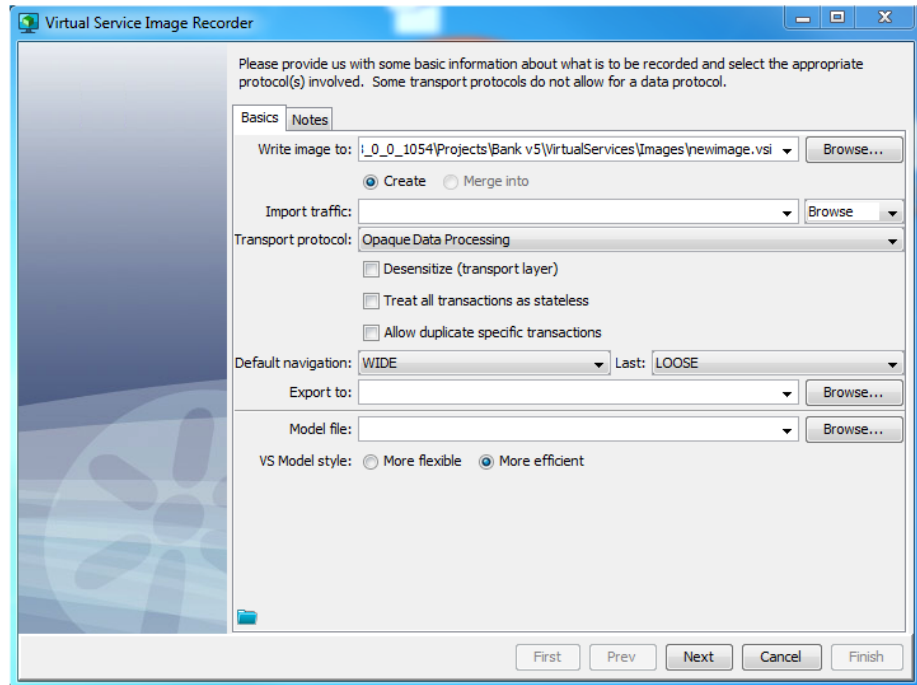 Virtual Service Image Recorder
Please provide us with some basic information about what is to be recorded and select the appropriate
protocol(s) involved. Some transport protocols do not allow for a data protocol.
Basics Notes
Write image to: _0_0_1054\Projects\Bank v5\VirtualServices\Images\newimage.vsi Browse...
Create Merge into
Import traffic: Browse
Transport protocol: Opaque Data Processing
Desensitize (transport layer)
Treat all transactions as stateless
Allow duplicate specific transactions
Default navigation: WIDE Last: LOOSE
Export to: Browse...
Model file: Browse...
VS Model style: More flexible More efficient
First Prev Next Cancel Finish